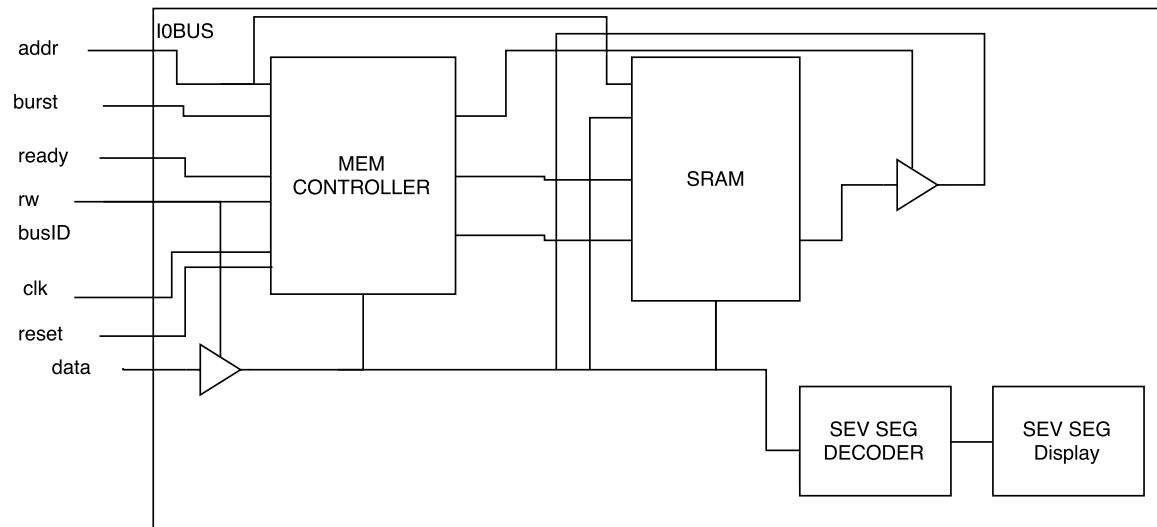 I0BUS
addr
burst
ready
rw
busID
clk
reset
data
MEM
CONTROLLER
SRAM
SEV SEG
DECODER
SEV SEG
Display